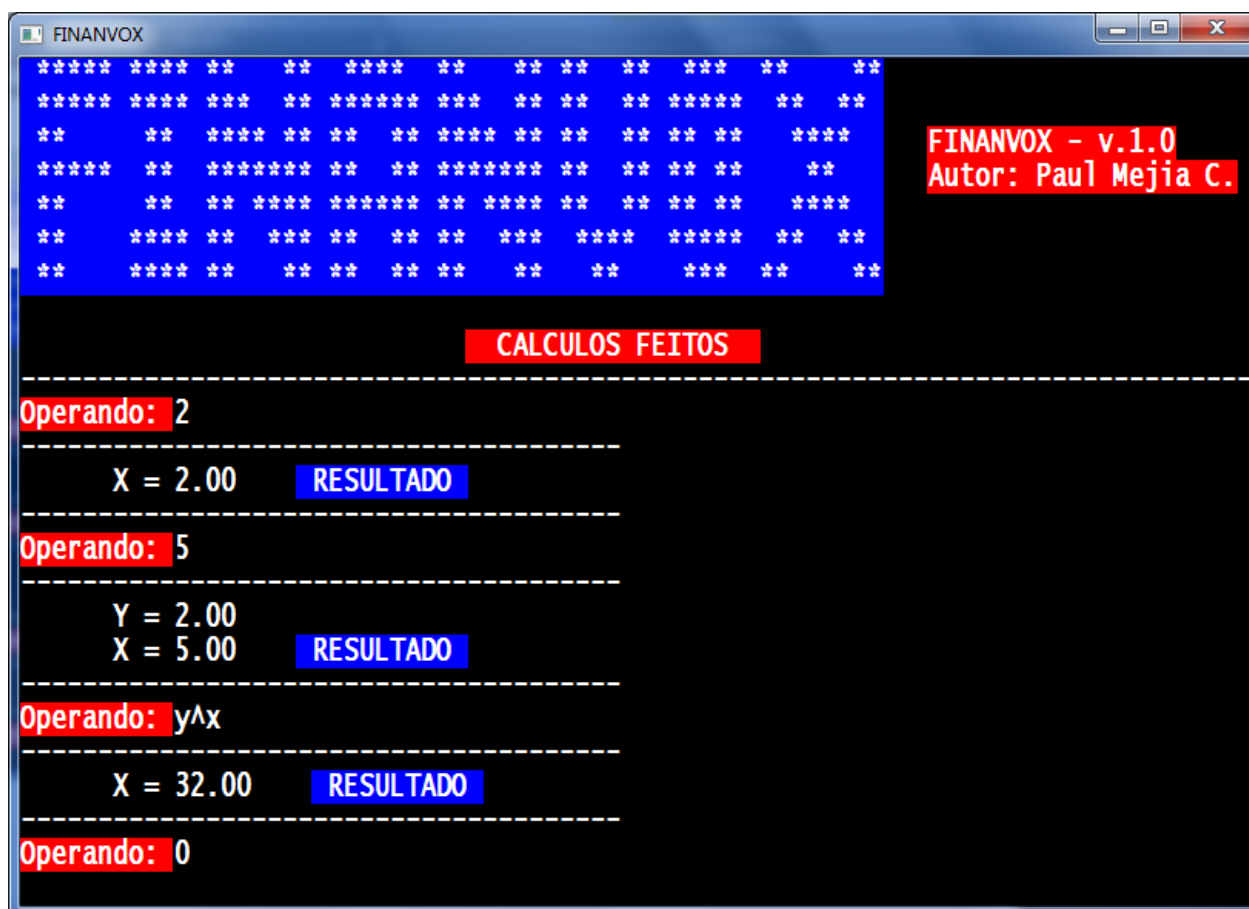 FINANVOX
***** **** **    **  ****  **   ** **  **  ***  **    **
***** **** ***  ** ****** ***  ** **  ** *****  **  **
**     **  **** ** **  ** **** ** **  ** ** **   ****
*****  **  ******* **  ** ******* **  ** ** **    **
**     **  ** **** ****** ** **** **  ** ** **   ****
**    **** **  *** **  ** **  ***  ****  *****  **  **
**    **** **   ** **  ** **   **   **    ***  **    **
FINANVOX - v.1.0
Autor: Paul Mejia C.
CALCULOS FEITOS
--------------------------------------------------------------------------------
Operando: 2
---------------------------------------
X = 2.00 RESULTADO
---------------------------------------
Operando: 5
---------------------------------------
Y = 2.00
X = 5.00 RESULTADO
---------------------------------------
Operando: y^x
---------------------------------------
X = 32.00 RESULTADO
---------------------------------------
Operando: 0